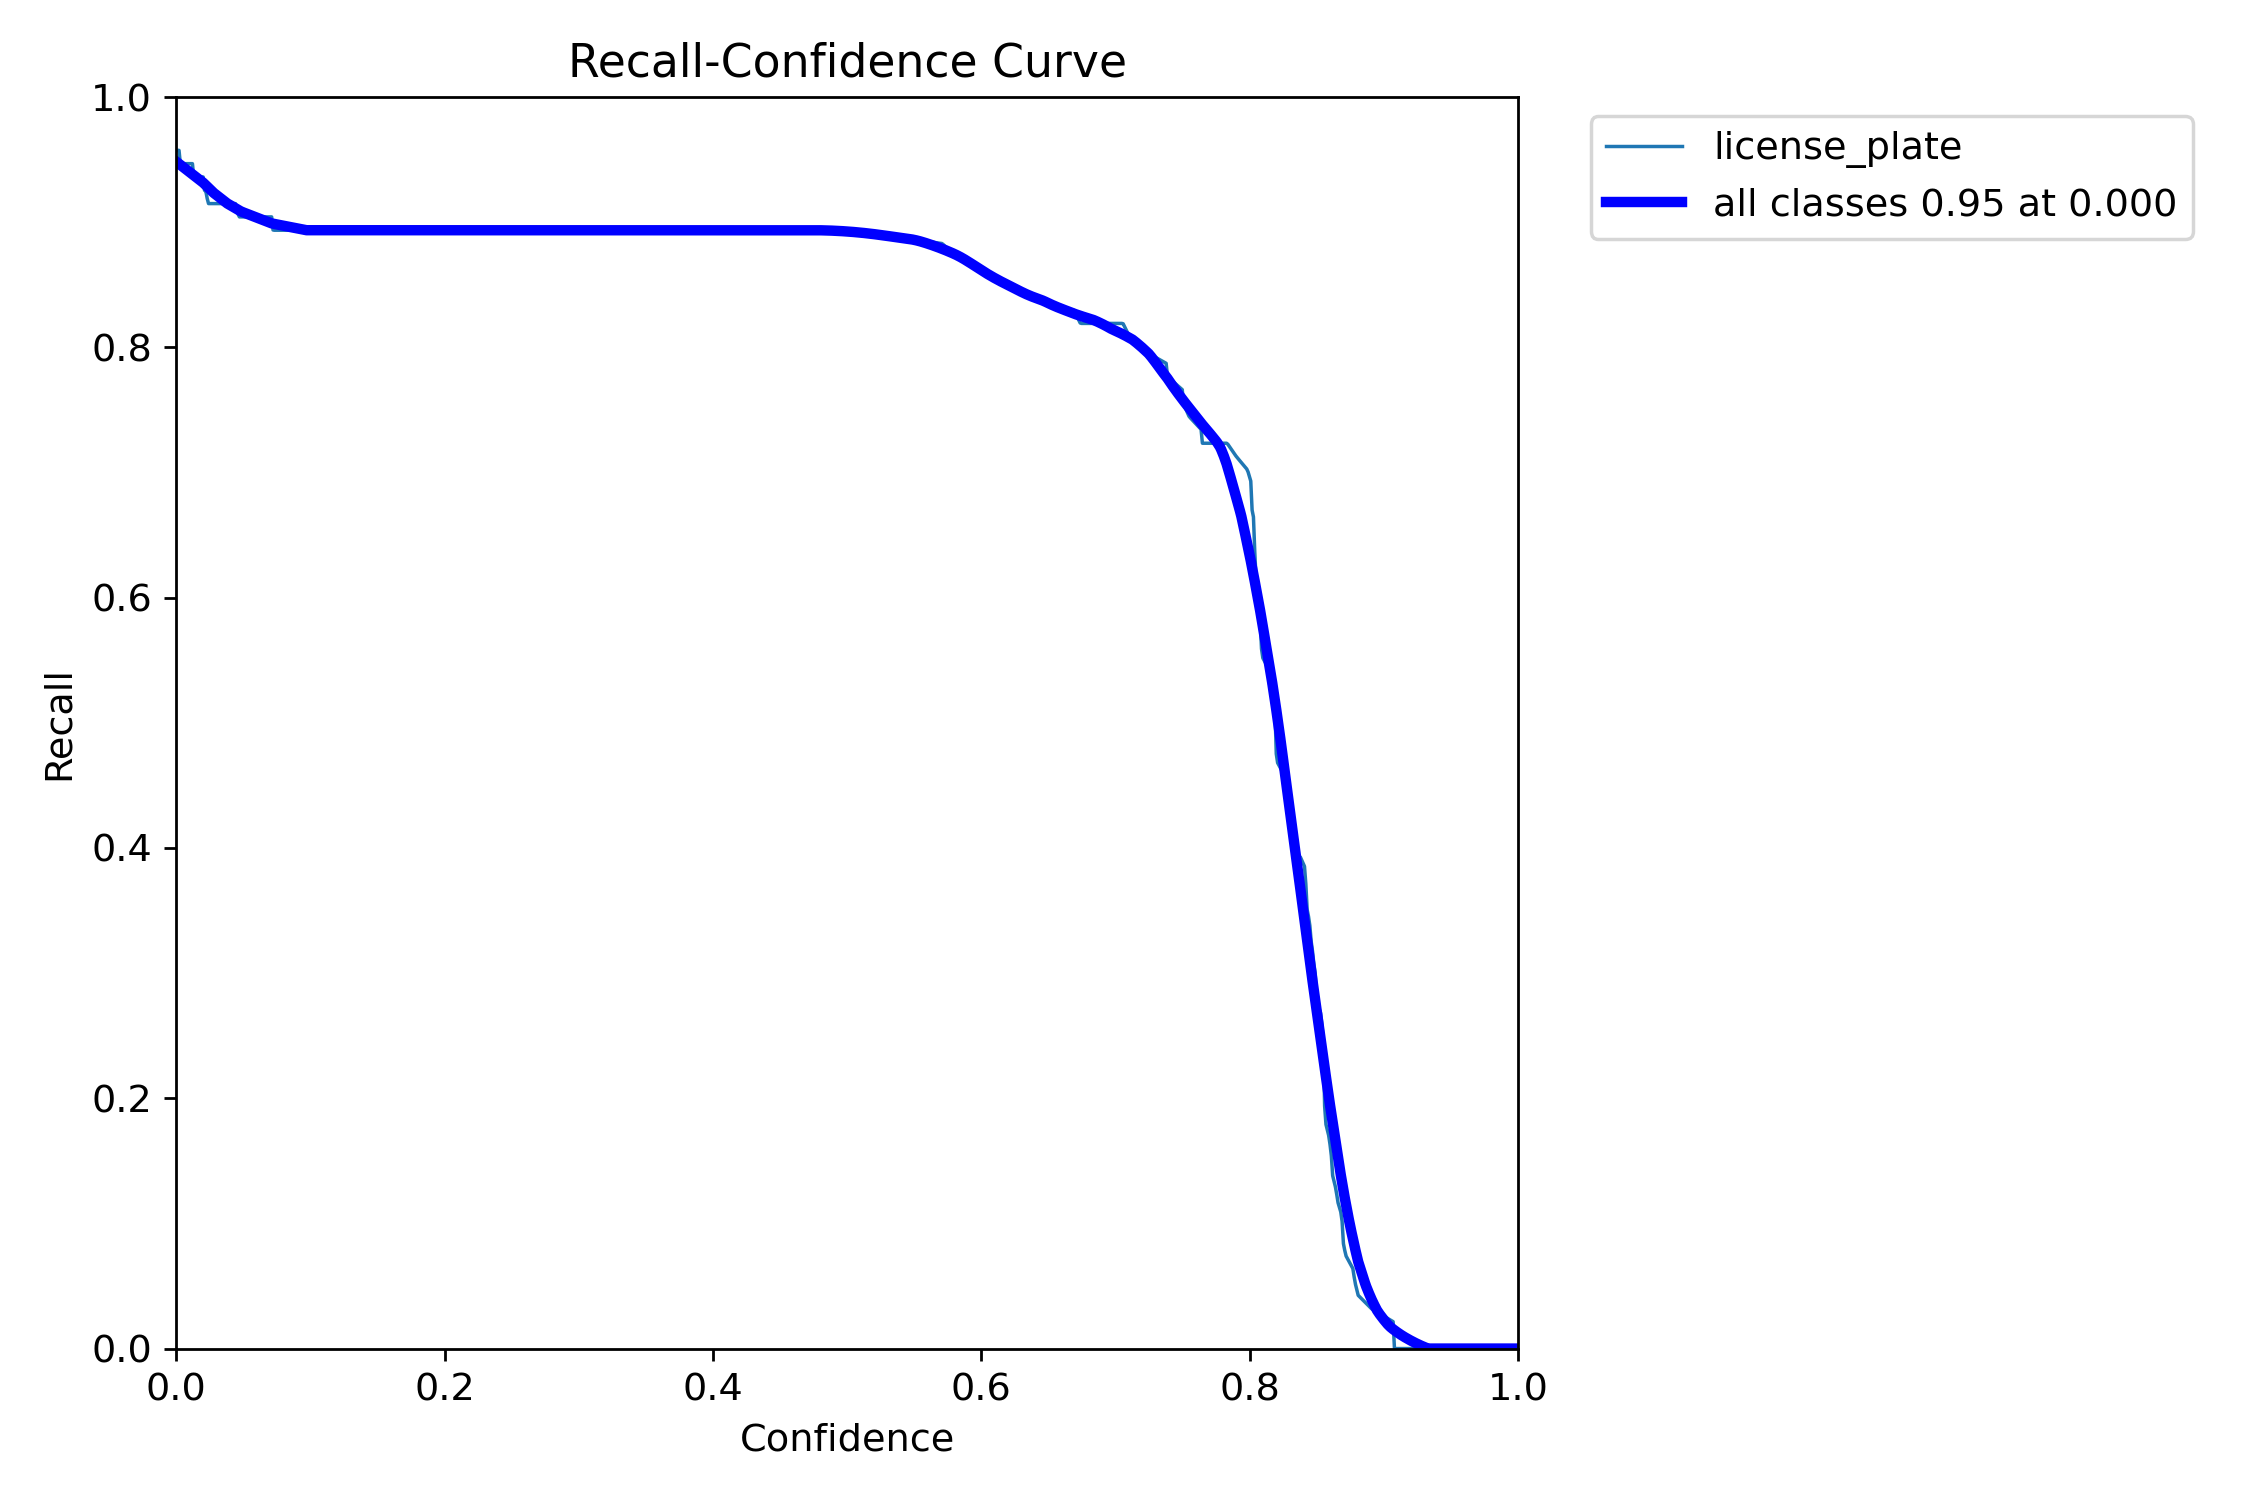 Recall-Confidence Curve
1.0
0.8
0.6
0.4
0.2
0.0
Recall
0.0 0.2 0.4 0.6 0.8 1.0
Confidence
license_plate
all classes 0.95 at 0.000